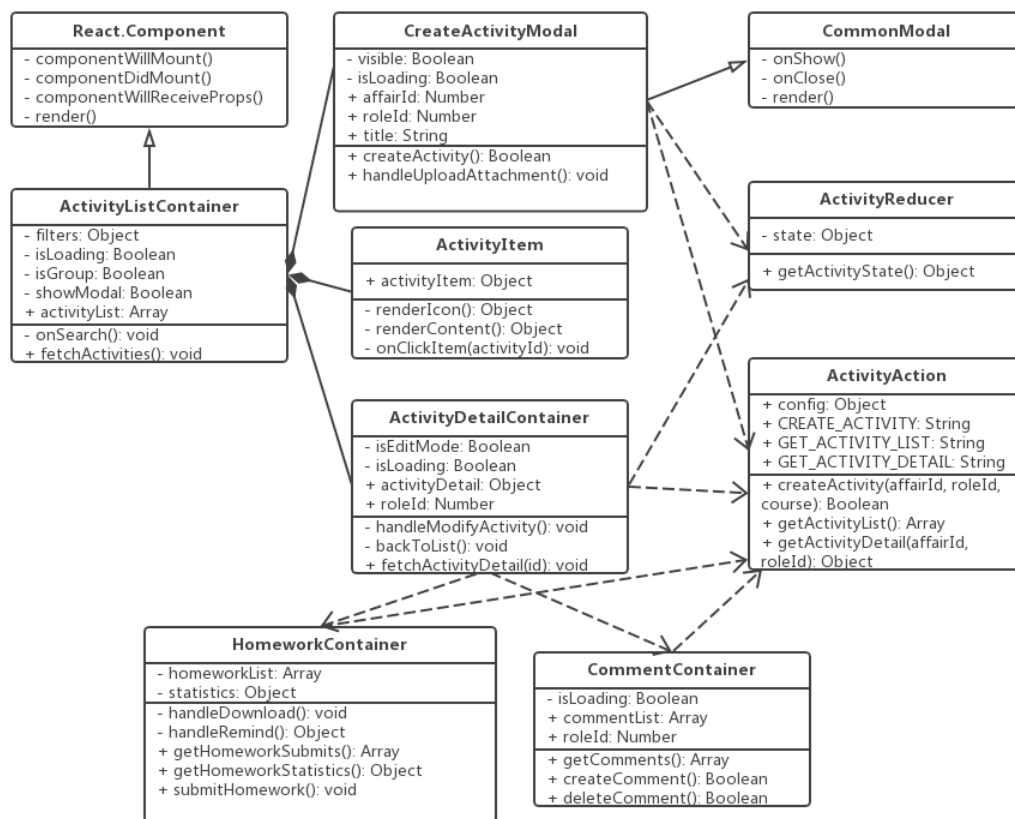 React.Component
- componentWillMount()
- componentDidMount()
- componentWillReceiveProps()
- render()
CreateActivityModal
- visible: Boolean
- isLoading: Boolean
+ affairId: Number
+ roleId: Number
+ title: String
+ createActivity(): Boolean
+ handleUploadAttachment(): void
CommonModal
- onShow()
- onClose()
- render()
ActivityListContainer
- filters: Object
- isLoading: Boolean
- isGroup: Boolean
- showModal: Boolean
+ activityList: Array
- onSearch(): void
+ fetchActivities(): void
ActivityItem
+ activityItem: Object
- renderIcon(): Object
- renderContent(): Object
- onClickItem(activityId): void
ActivityReducer
- state: Object
+ getActivityState(): Object
ActivityDetailContainer
- isEditMode: Boolean
- isLoading: Boolean
+ activityDetail: Object
+ roleId: Number
- handleModifyActivity(): void
- backToList(): void
+ fetchActivityDetail(id): void
ActivityAction
+ config: Object
+ CREATE_ACTIVITY: String
+ GET_ACTIVITY_LIST: String
+ GET_ACTIVITY_DETAIL: String
+ createActivity(affairId, roleId,
course): Boolean
+ getActivityList(): Array
+ getActivityDetail(affairId,
roleId): Object
HomeworkContainer
- homeworkList: Array
- statistics: Object
- handleDownload(): void
- handleRemind(): Object
+ getHomeworkSubmits(): Array
+ getHomeworkStatistics(): Object
+ submitHomework(): void
CommentContainer
- isLoading: Boolean
+ commentList: Array
+ roleId: Number
+ getComments(): Array
+ createComment(): Boolean
+ deleteComment(): Boolean